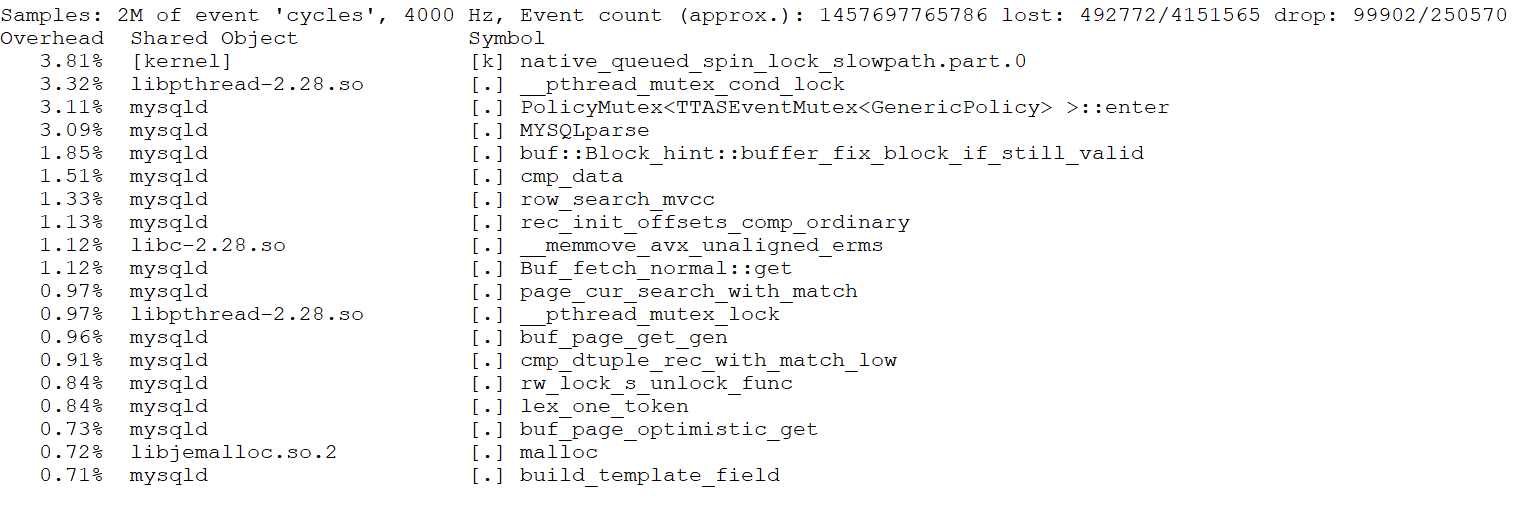 Samples: 2M of event 'cycles', 4000 Hz, Event count (approx.): 1457697765786 lost: 492772/4151565 drop: 99902/250570
Overhead  Shared Object             Symbol
   3.81%  [kernel]                  [k] native_queued_spin_lock_slowpath.part.0
   3.32%  libpthread-2.28.so        [.] __pthread_mutex_cond_lock
   3.11%  mysqld                    [.] PolicyMutex<TTASEventMutex<GenericPolicy> >::enter
   3.09%  mysqld                    [.] MYSQLparse
   1.85%  mysqld                    [.] buf::Block_hint::buffer_fix_block_if_still_valid
   1.51%  mysqld                    [.] cmp_data
   1.33%  mysqld                    [.] row_search_mvcc
   1.13%  mysqld                    [.] rec_init_offsets_comp_ordinary
   1.12%  libc-2.28.so              [.] __memmove_avx_unaligned_erms
   1.12%  mysqld                    [.] Buf_fetch_normal::get
   0.97%  mysqld                    [.] page_cur_search_with_match
   0.97%  libpthread-2.28.so        [.] __pthread_mutex_lock
   0.96%  mysqld                    [.] buf_page_get_gen
   0.91%  mysqld                    [.] cmp_dtuple_rec_with_match_low
   0.84%  mysqld                    [.] rw_lock_s_unlock_func
   0.84%  mysqld                    [.] lex_one_token
   0.73%  mysqld                    [.] buf_page_optimistic_get
   0.72%  libjemalloc.so.2          [.] malloc
   0.71%  mysqld                    [.] build_template_field